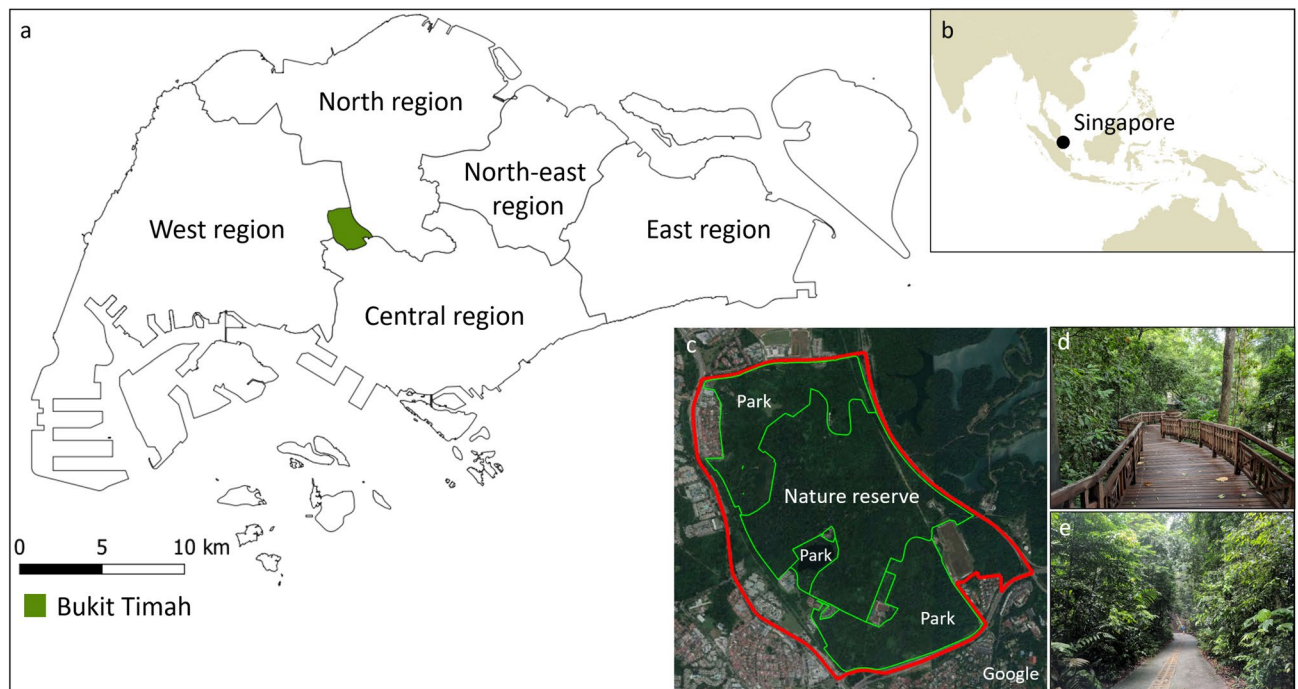 a
North region
North-east
region
West region
East region
Central region
0 5 10 km
Bukit Timah
b
Singapore
c
Park
Nature reserve
Park
Park
Google
d
e